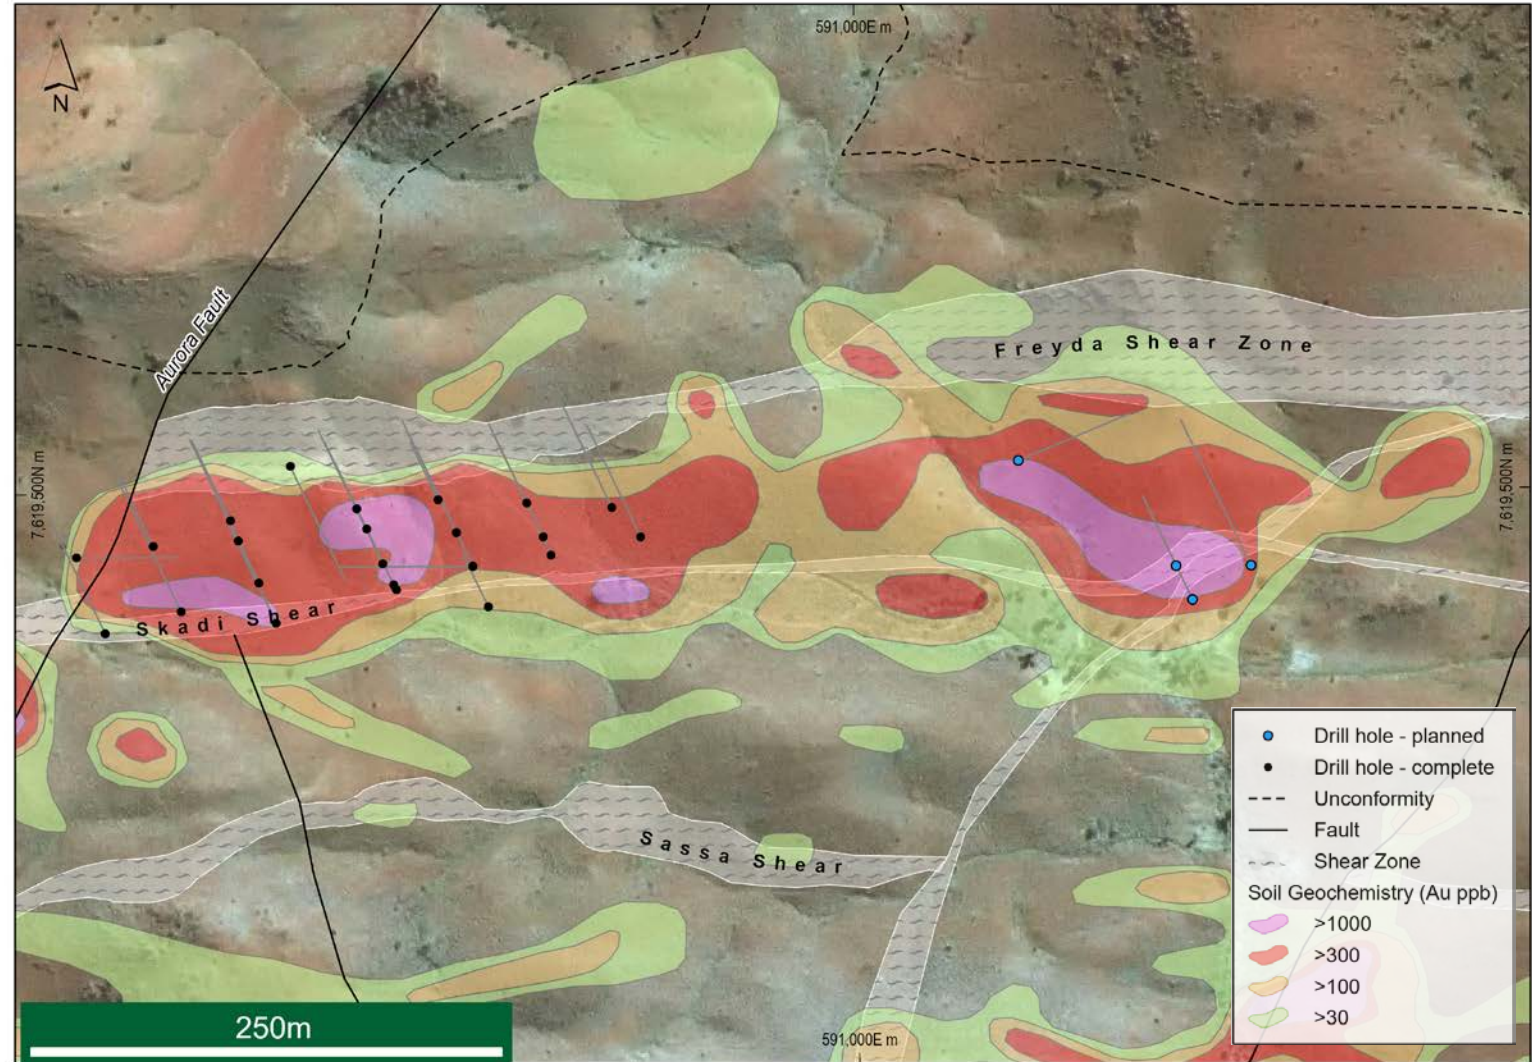 591,000E m
N
Aurora Fault
Freyda Shear Zone
7,619,500N m
7,619,500N m
Skadi Shear
Sassa Shear
Drill hole - planned
Drill hole - complete
Unconformity
Fault
Shear Zone
Soil Geochemistry (Au ppb)
>1000
>300
>100
>30
250m
591,000E m